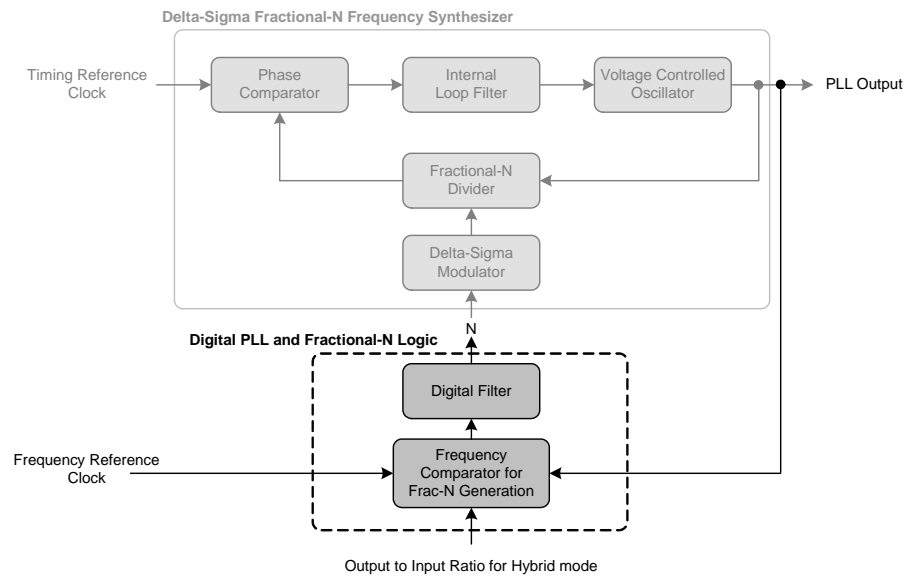 Delta-Sigma Fractional-N Frequency Synthesizer
Timing Reference
Clock
Phase
Comparator
Internal
Loop Filter
Voltage Controlled
Oscillator
PLL Output
Fractional-N
Divider
Delta-Sigma
Modulator
N
Digital PLL and Fractional-N Logic
Digital Filter
Frequency Reference
Clock
Frequency
Comparator for
Frac-N Generation
Output to Input Ratio for Hybrid mode